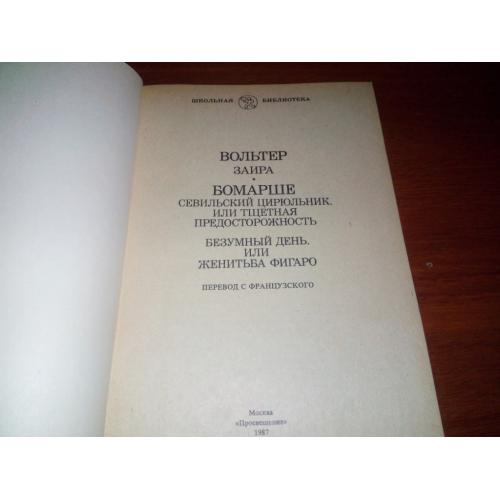 ШКОЛЬНАЯ БИБЛИОТЕКА
ВОЛЬТЕР
ЗАИРА
•
БОМАРШЕ
СЕВИЛЬСКИЙ ЦИРЮЛЬНИК,
ИЛИ ТЩЕТНАЯ
ПРЕДОСТОРОЖНОСТЬ
БЕЗУМНЫЙ ДЕНЬ,
ИЛИ
ЖЕНИТЬБА ФИГАРО
ПЕРЕВОД С ФРАНЦУЗСКОГО
Москва
«Просвещение»
1987